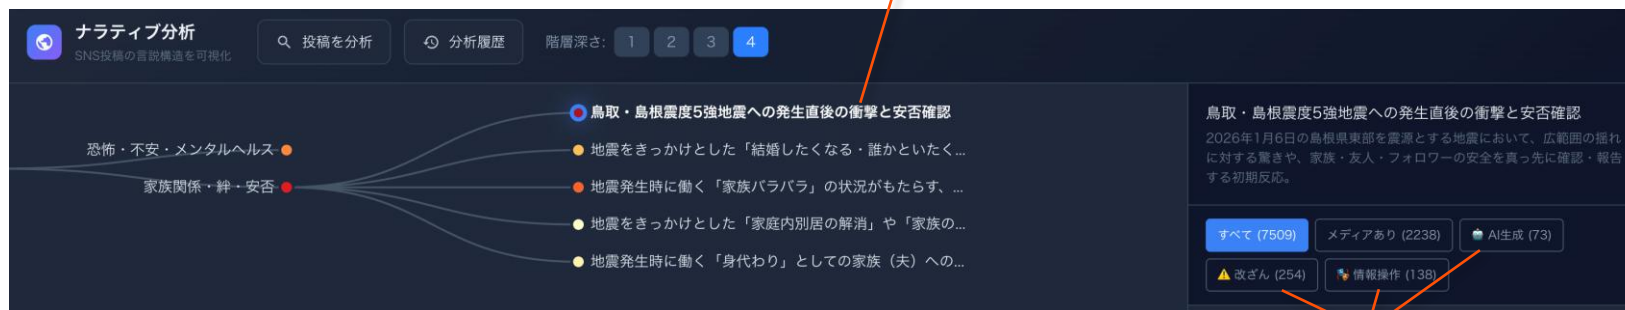 ナラティブ分析
SNS投稿の言説構造を可視化
投稿を分析
分析履歴
階層深さ: 1 2 3 4
恐怖・不安・メンタルヘルス
家族関係・絆・安否
鳥取・島根震度5強地震への発生直後の衝撃と安否確認
地震をきっかけとした「結婚したくなる・誰かといたく...
地震発生時に働く「家族バラバラ」の状況がもたらす、...
地震をきっかけとした「家庭内別居の解消」や「家族の...
地震発生時に働く「身代わり」としての家族（夫）への...
鳥取・島根震度5強地震への発生直後の衝撃と安否確認
2026年1月6日の島根県東部を震源とする地震において、広範囲の揺れ
に対する驚きや、家族・友人・フォロワーの安全を真っ先に確認・報告
する初期反応。
すべて (7509)
メディアあり (2238)
AI生成 (73)
改ざん (254)
情報操作 (138)